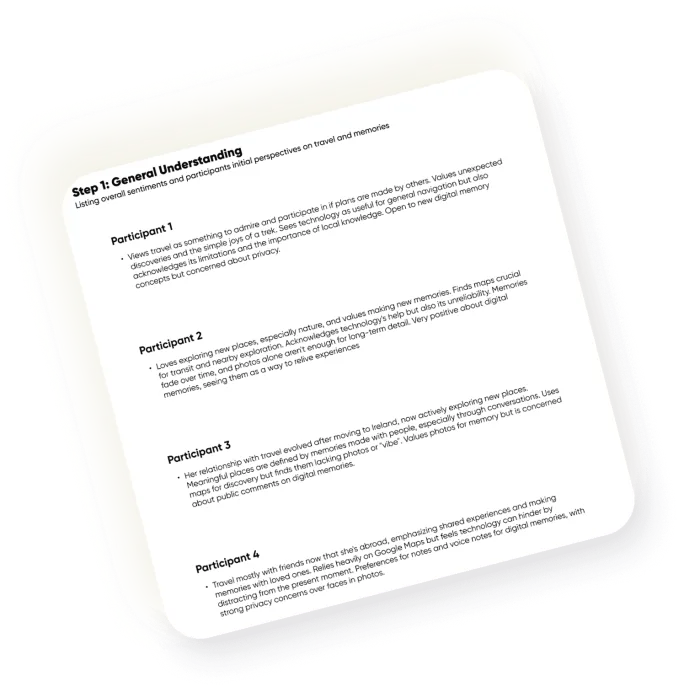 Step 1: General Understanding
Listing overall sentiments and participants initial perspectives on travel and memories
Participant 1
• Views travel as something to admire and participate in if plans are made by others. Values unexpected
discoveries and the simple joys of a trek. Sees technology as useful for general navigation but also
acknowledges its limitations and the importance of local knowledge. Open to new digital memory
concepts but concerned about privacy.
Participant 2
• Loves exploring new places, especially nature, and values making new memories. Finds maps crucial
for transit and nearby exploration. Acknowledges technology's help but also its unreliability. Memories
fade over time, and photos alone aren't enough for long-term detail. Very positive about digital
memories, seeing them as a way to relive experiences
Participant 3
• Her relationship with travel evolved after moving to Ireland, now actively exploring new places.
Meaningful places are defined by memories made with people, especially through conversations. Uses
maps for discovery but finds them lacking photos or "vibe". Values photos for memory but is concerned
about public comments on digital memories.
Participant 4
• Travel mostly with friends now that she's abroad, emphasizing shared experiences and making
memories with loved ones. Relies heavily on Google Maps but feels technology can hinder by
distracting from the present moment. Preferences for notes and voice notes for digital memories, with
strong privacy concerns over faces in photos.